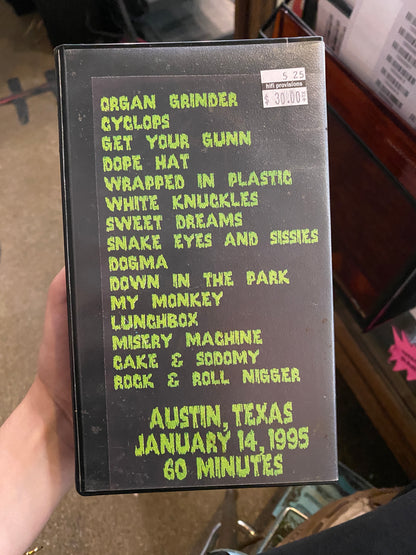 5 25
hifi provisions
$ 30.00
ORGAN GRINDER
CYCLOPS
GET YOUR GUNN
DOPE HAT
WRAPPED IN PLASTIC
WHITE KNUCKLES
SWEET DREAMS
SNAKE EYES AND SISSIES
DOGMA
DOWN IN THE PARK
MY MONKEY
LUNCHBOX
MISERY MACHINE
CAKE & SODOMY
ROCK & ROLL NIGGER
AUSTIN, TEXAS
JANUARY 14, 1995
60 MINUTES